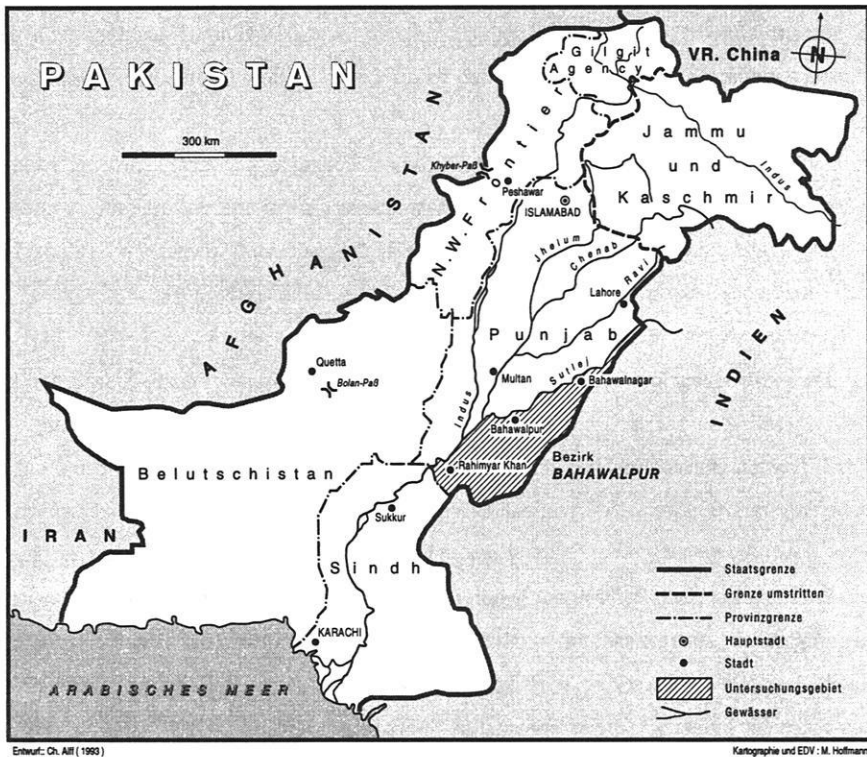 PAKISTAN
300 km
Gilgit
Agency
VR. China
N
Jammu
und
Kaschmir
Indus
AFGHANISTAN
Khyber-Paß
Peshawar
N.W. Frontier
ISLAMABAD
Jhelum
Chenab
Ravi
Lahore
Punjab
INDIEN
Quetta
Bolan-Paß
Indus
Multan
Sutlej
Bahawalnagar
Bahawalpur
Bezirk
BAHAWALPUR
Rahimyar Khan
Belutschistan
Sukkur
IRAN
Sindh
KARACHI
ARABISCHES MEER
Staatsgrenze
Grenze umstritten
Provinzgrenze
Hauptstadt
Stadt
Untersuchungsgebiet
Gewässer
Entwurf: Ch. Alff ( 1993 )
Kartographie und EDV : M. Hoffmann